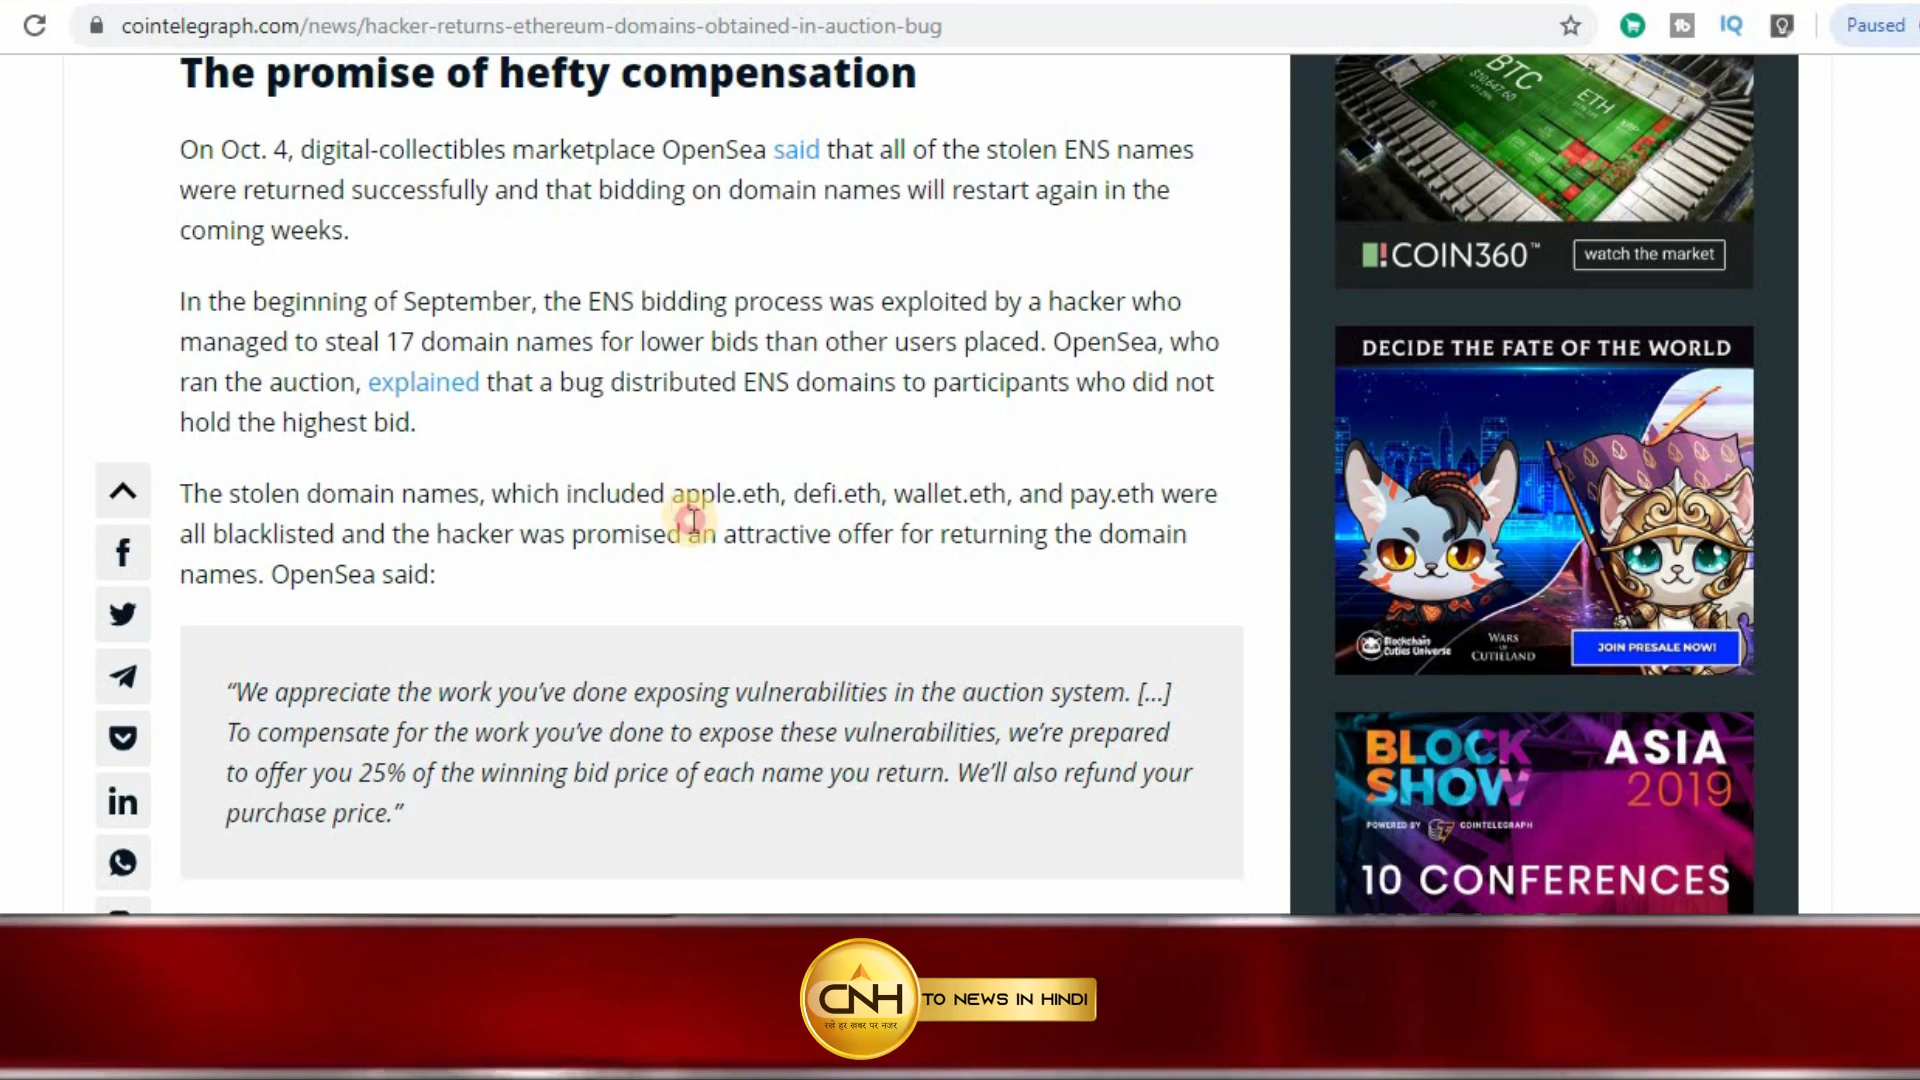 cointelegraph.com/news/hacker-returns-ethereum-domains-obtained-in-auction-bug
IQ
Paused
The promise of hefty compensation
On Oct. 4, digital-collectibles marketplace OpenSea said that all of the stolen ENS names
were returned successfully and that bidding on domain names will restart again in the
coming weeks.
In the beginning of September, the ENS bidding process was exploited by a hacker who
managed to steal 17 domain names for lower bids than other users placed. OpenSea, who
ran the auction, explained that a bug distributed ENS domains to participants who did not
hold the highest bid.
The stolen domain names, which included apple.eth, defi.eth, wallet.eth, and pay.eth were
all blacklisted and the hacker was promised an attractive offer for returning the domain
names. OpenSea said:
“We appreciate the work you’ve done exposing vulnerabilities in the auction system. [...]
To compensate for the work you’ve done to expose these vulnerabilities, we’re prepared
to offer you 25% of the winning bid price of each name you return. We’ll also refund your
purchase price.”
BTC
$10,647.60
ETH
XRP
COIN360™
watch the market
DECIDE THE FATE OF THE WORLD
Blockchain
Cuties Universe
WARS
OF
CUTIELAND
JOIN PRESALE NOW!
BLOCK
SHOW
ASIA
2019
POWERED BY
COINTELEGRAPH
10 CONFERENCES
CNH
रखे हर खबर पर नजर
TO NEWS IN HINDI